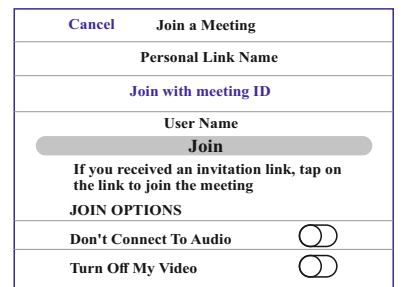 Cancel Join a Meeting
Personal Link Name
Join with meeting ID
User Name
Join
If you received an invitation link, tap on
the link to join the meeting
JOIN OPTIONS
Don't Connect To Audio
Turn Off My Video